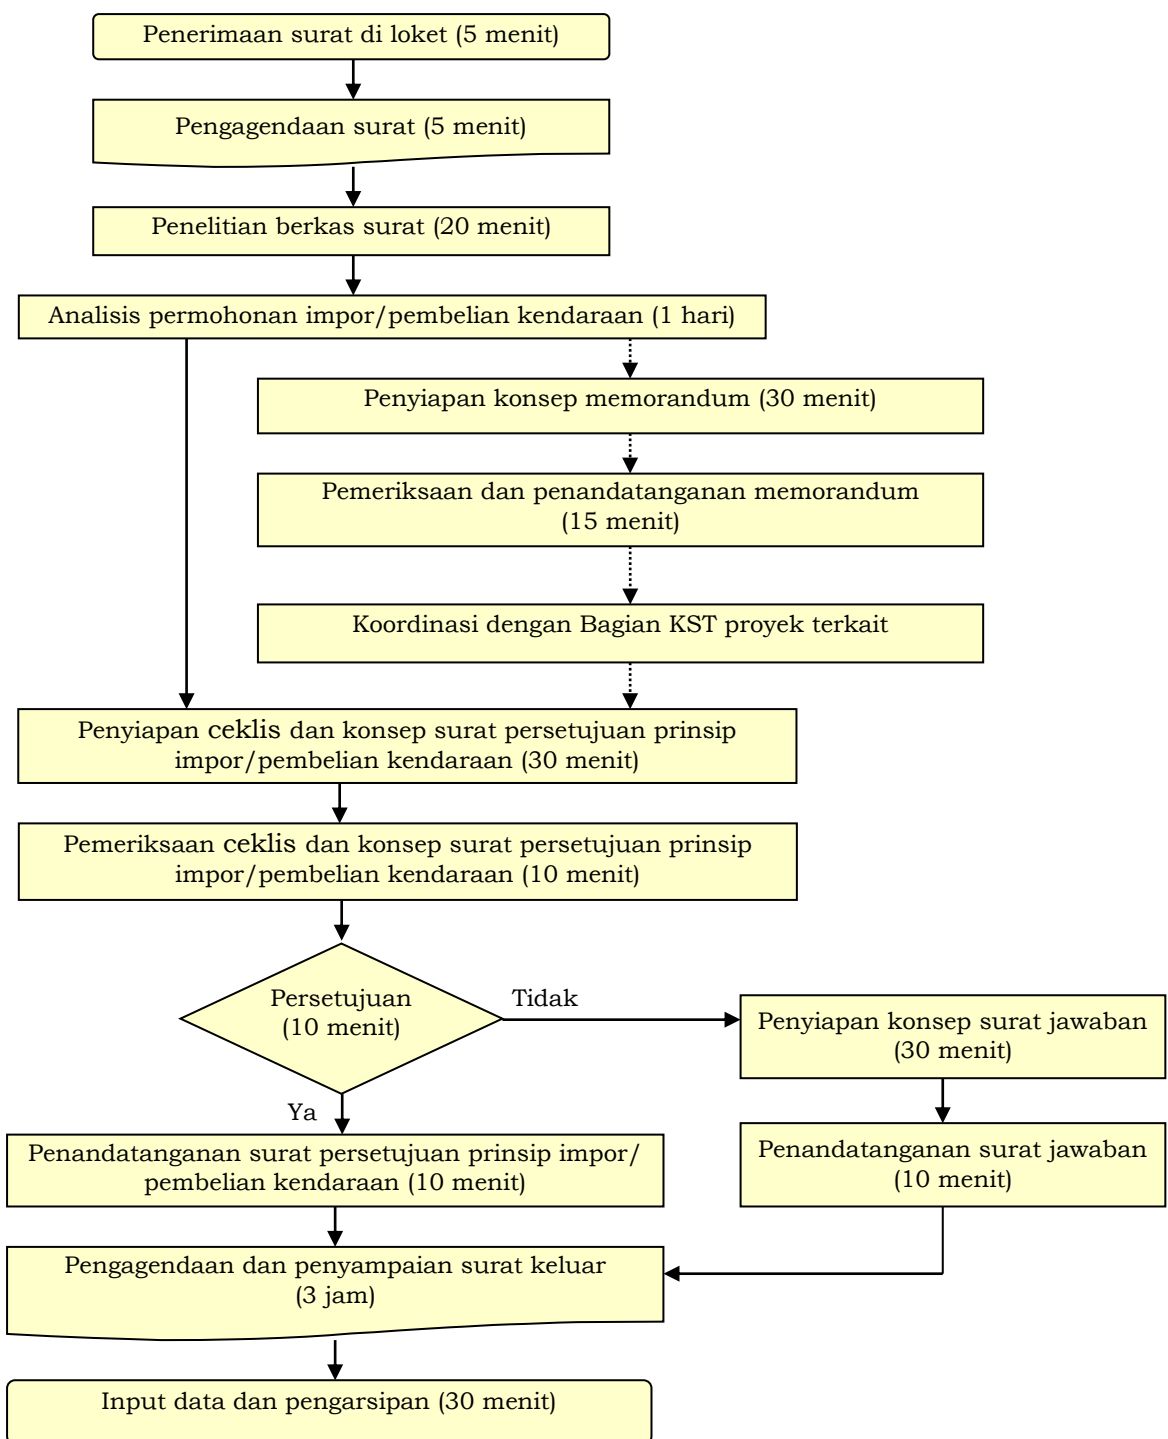 Penerimaan surat di loket (5 menit)
Pengagendaan surat (5 menit)
Penelitian berkas surat (20 menit)
Analisis permohonan impor/pembelian kendaraan (1 hari)
Penyiapan konsep memorandum (30 menit)
Pemeriksaan dan penandatanganan memorandum
(15 menit)
Koordinasi dengan Bagian KST proyek terkait
Penyiapan ceklis dan konsep surat persetujuan prinsip
impor/pembelian kendaraan (30 menit)
Pemeriksaan ceklis dan konsep surat persetujuan prinsip
impor/pembelian kendaraan (10 menit)
Persetujuan
(10 menit)
Tidak
Penyiapan konsep surat jawaban
(30 menit)
Ya
Penandatanganan surat persetujuan prinsip impor/
pembelian kendaraan (10 menit)
Penandatanganan surat jawaban
(10 menit)
Pengagendaan dan penyampaian surat keluar
(3 jam)
Input data dan pengarsipan (30 menit)